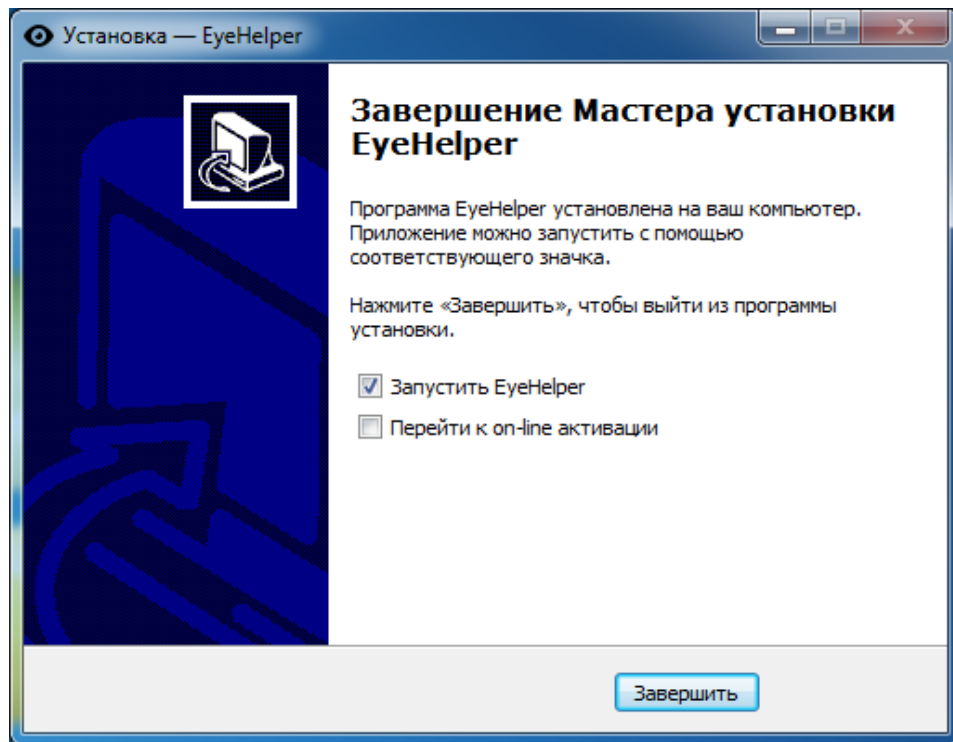 Установка — EyeHelper
Завершение Мастера установки
EyeHelper
Программа EyeHelper установлена на ваш компьютер.
Приложение можно запустить с помощью
соответствующего значка.
Нажмите «Завершить», чтобы выйти из программы
установки.
Запустить EyeHelper
Перейти к on-line активации
Завершить